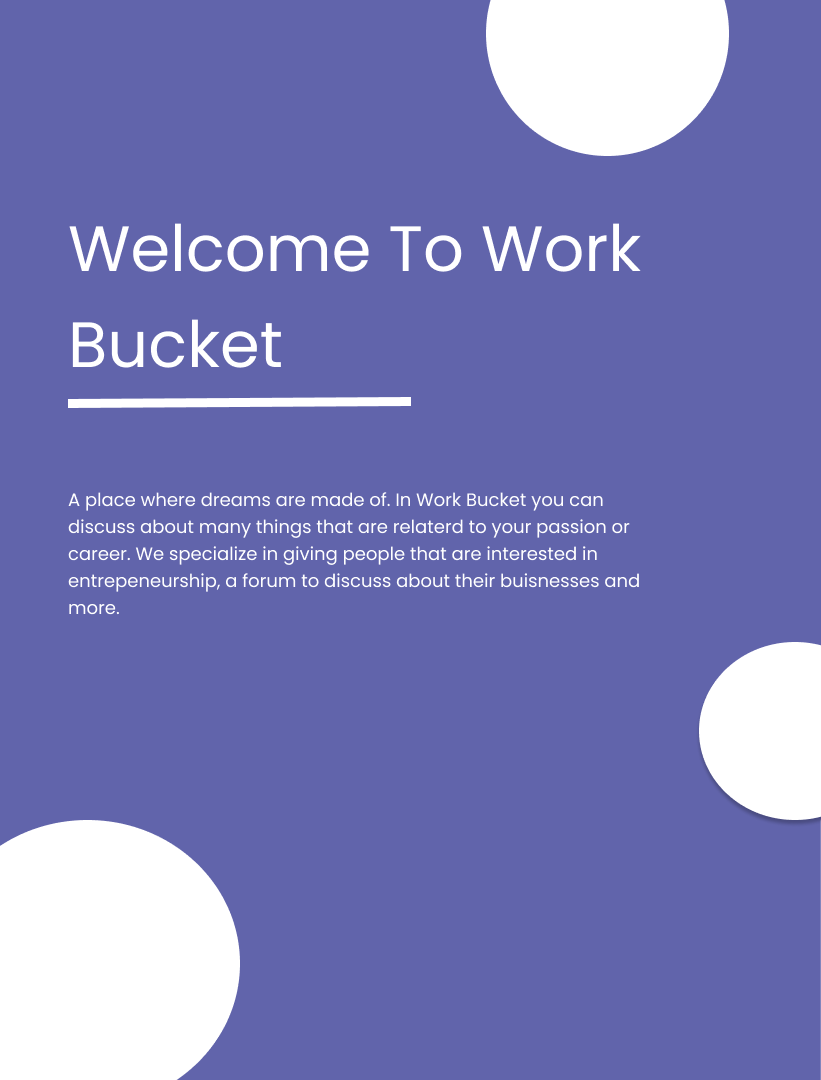 Welcome To Work
Bucket
A place where dreams are made of. In Work Bucket you can
discuss about many things that are relaterd to your passion or
career. We specialize in giving people that are interested in
entrepeneurship, a forum to discuss about their buisnesses and
more.